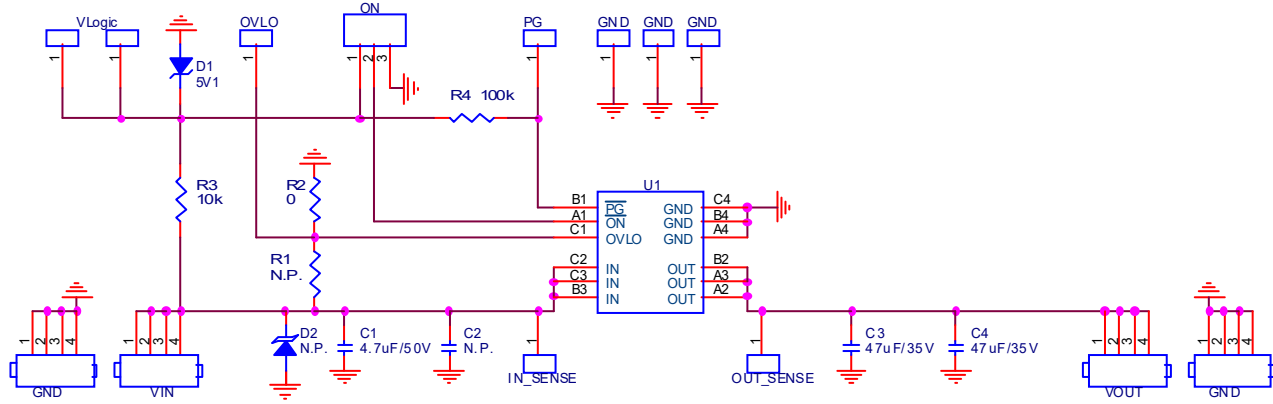 VLogic
OVLO
ON
PG
GND
GND
GND
1
1
1
1
2
3
1
1
1
1
D1
5V1
R4 100k
R3
10k
R2
0
R1
N.P.
U1
B1
A1
C1
C2
C3
B3
PG
ON
OVLO
IN
IN
IN
GND
GND
GND
OUT
OUT
OUT
C4
B4
A4
B2
A3
A2
1
2
3
4
GND
1
2
3
4
VIN
D2
N.P.
C1
4.7uF/50V
C2
N.P.
1
IN_SENSE
1
OUT_SENSE
C3
47uF/35V
C4
47uF/35V
1
2
3
4
VOUT
1
2
3
4
GND